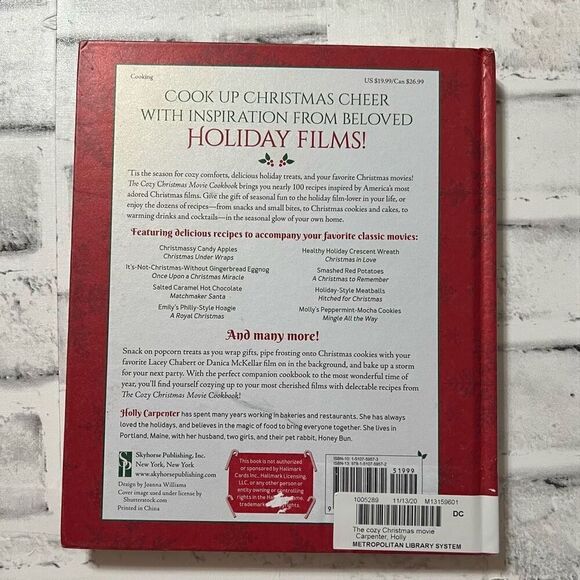 Cooking
US $19.99/Can $26.99
COOK UP CHRISTMAS CHEER
WITH INSPIRATION FROM BELOVED
HOLIDAY FILMS!
'Tis the season for cozy comforts, delicious holiday treats, and your favorite Christmas movies!
The Cozy Christmas Movie Cookbook brings you nearly 100 recipes inspired by America's most
adored Christmas films. Give the gift of seasonal fun to the holiday film-lover in your life, or
enjoy the dozens of recipes—from snacks and small bites, to Christmas cookies and cakes, to
warming drinks and cocktails—in the seasonal glow of your own home.
Featuring delicious recipes to accompany your favorite classic movies:
Christmassy Candy Apples
Christmas Under Wraps
It's-Not-Christmas-Without Gingerbread Eggnog
Once Upon a Christmas Miracle
Salted Caramel Hot Chocolate
Matchmaker Santa
Emily's Philly-Style Hoagie
A Royal Christmas
Healthy Holiday Crescent Wreath
Christmas in Love
Smashed Red Potatoes
A Christmas to Remember
Holiday-Style Meatballs
Hitched for Christmas
Molly's Peppermint-Mocha Cookies
Mingle All the Way
And many more!
Snack on popcorn treats as you wrap gifts, pipe frosting onto Christmas cookies with your
favorite Lacey Chabert or Danica McKellar film on in the background, and bake up a storm
for your next party. With the perfect companion cookbook to the most wonderful time of
year, you'll find yourself cozying up to your most cherished films with delectable recipes from
The Cozy Christmas Movie Cookbook!
Holly Carpenter has spent many years working in bakeries and restaurants. She has always
loved the holidays, and believes in the magic of food to bring everyone together. She lives in
Portland, Maine, with her husband, two girls, and their pet rabbit, Honey Bun.
Skyhorse Publishing, Inc.
New York, New York
www.skyhorsepublishing.com
Design by Joanna Williams
Cover image used under license by
Shutterstock.com
Printed in China
This book is not authorized
or sponsored by Hallmark
Cards Inc., Hallmark Licensing,
LLC, or any other person or
entity owning or controlling
rights in the Hallmark name,
trademark
ISBN-10: 1-5107-5957-3
ISBN-13: 978-1-5107-5957-2
51999
9
1005289 11/13/20 M13159601
DC
The cozy Christmas movie
Carpenter, Holly
METROPOLITAN LIBRARY SYSTEM